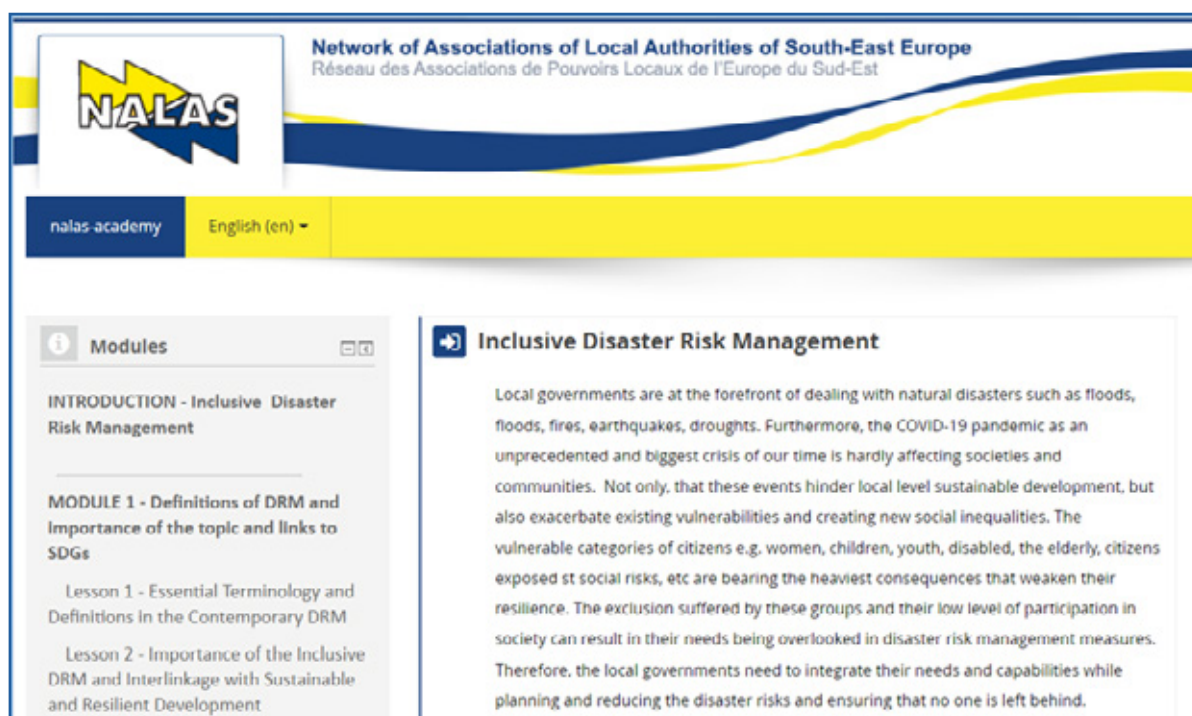 Network of Associations of Local Authorities of South-East Europe
Réseau des Associations de Pouvoirs Locaux de l'Europe du Sud-Est
NALAS
nalas-academy
English (en)
Modules
INTRODUCTION - Inclusive Disaster
Risk Management
MODULE 1 - Definitions of DRM and
Importance of the topic and links to
SDGs
Lesson 1 - Essential Terminology and
Definitions in the Contemporary DRM
Lesson 2 - Importance of the Inclusive
DRM and Interlinkage with Sustainable
and Resilient Development
Inclusive Disaster Risk Management
Local governments are at the forefront of dealing with natural disasters such as floods,
floods, fires, earthquakes, droughts. Furthermore, the COVID-19 pandemic as an
unprecedented and biggest crisis of our time is hardly affecting societies and
communities. Not only, that these events hinder local level sustainable development, but
also exacerbate existing vulnerabilities and creating new social inequalities. The
vulnerable categories of citizens e.g. women, children, youth, disabled, the elderly, citizens
exposed st social risks, etc are bearing the heaviest consequences that weaken their
resilience. The exclusion suffered by these groups and their low level of participation in
society can result in their needs being overlooked in disaster risk management measures.
Therefore, the local governments need to integrate their needs and capabilities while
planning and reducing the disaster risks and ensuring that no one is left behind.